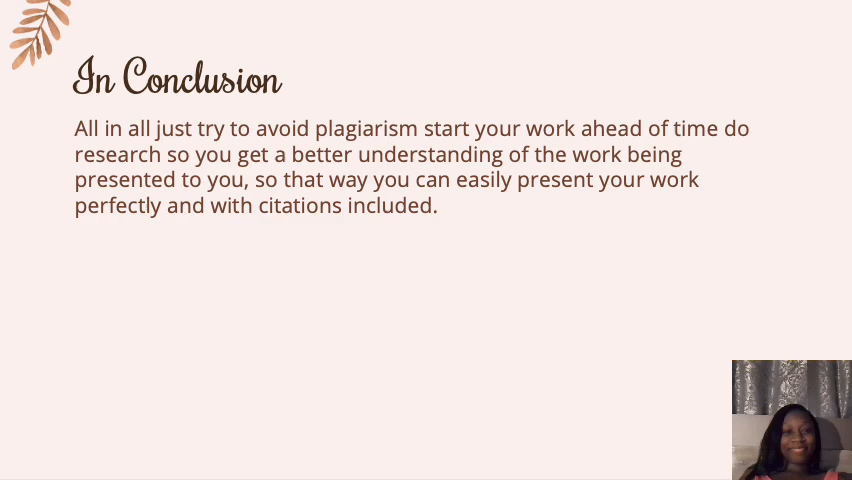 In Conclusion
All in all just try to avoid plagiarism start your work ahead of time do
research so you get a better understanding of the work being
presented to you, so that way you can easily present your work
perfectly and with citations included.